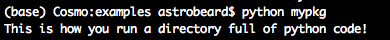 (base) Cosmo:examples astrobeard$ python mypkg
This is how you run a directory full of python code!